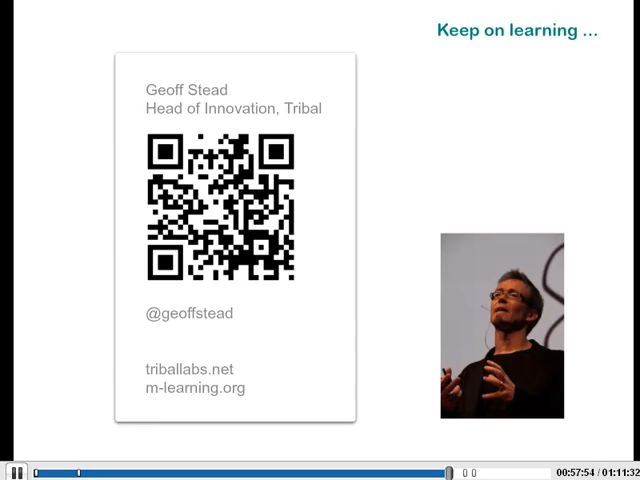 Keep on learning ...
Geoff Stead
Head of Innovation, Tribal
@geoffstead
triballabs.net
m-learning.org
00:57:54 / 01:11:32